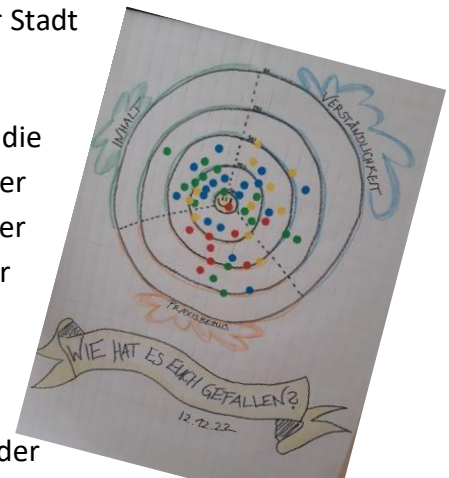 r Stadt
die
er
er
r
der
INHALT
VERSTÄNDLICHKEIT
PRAXISBEZUG
WIE HAT ES EUCH GEFALLEN?
12.12.22